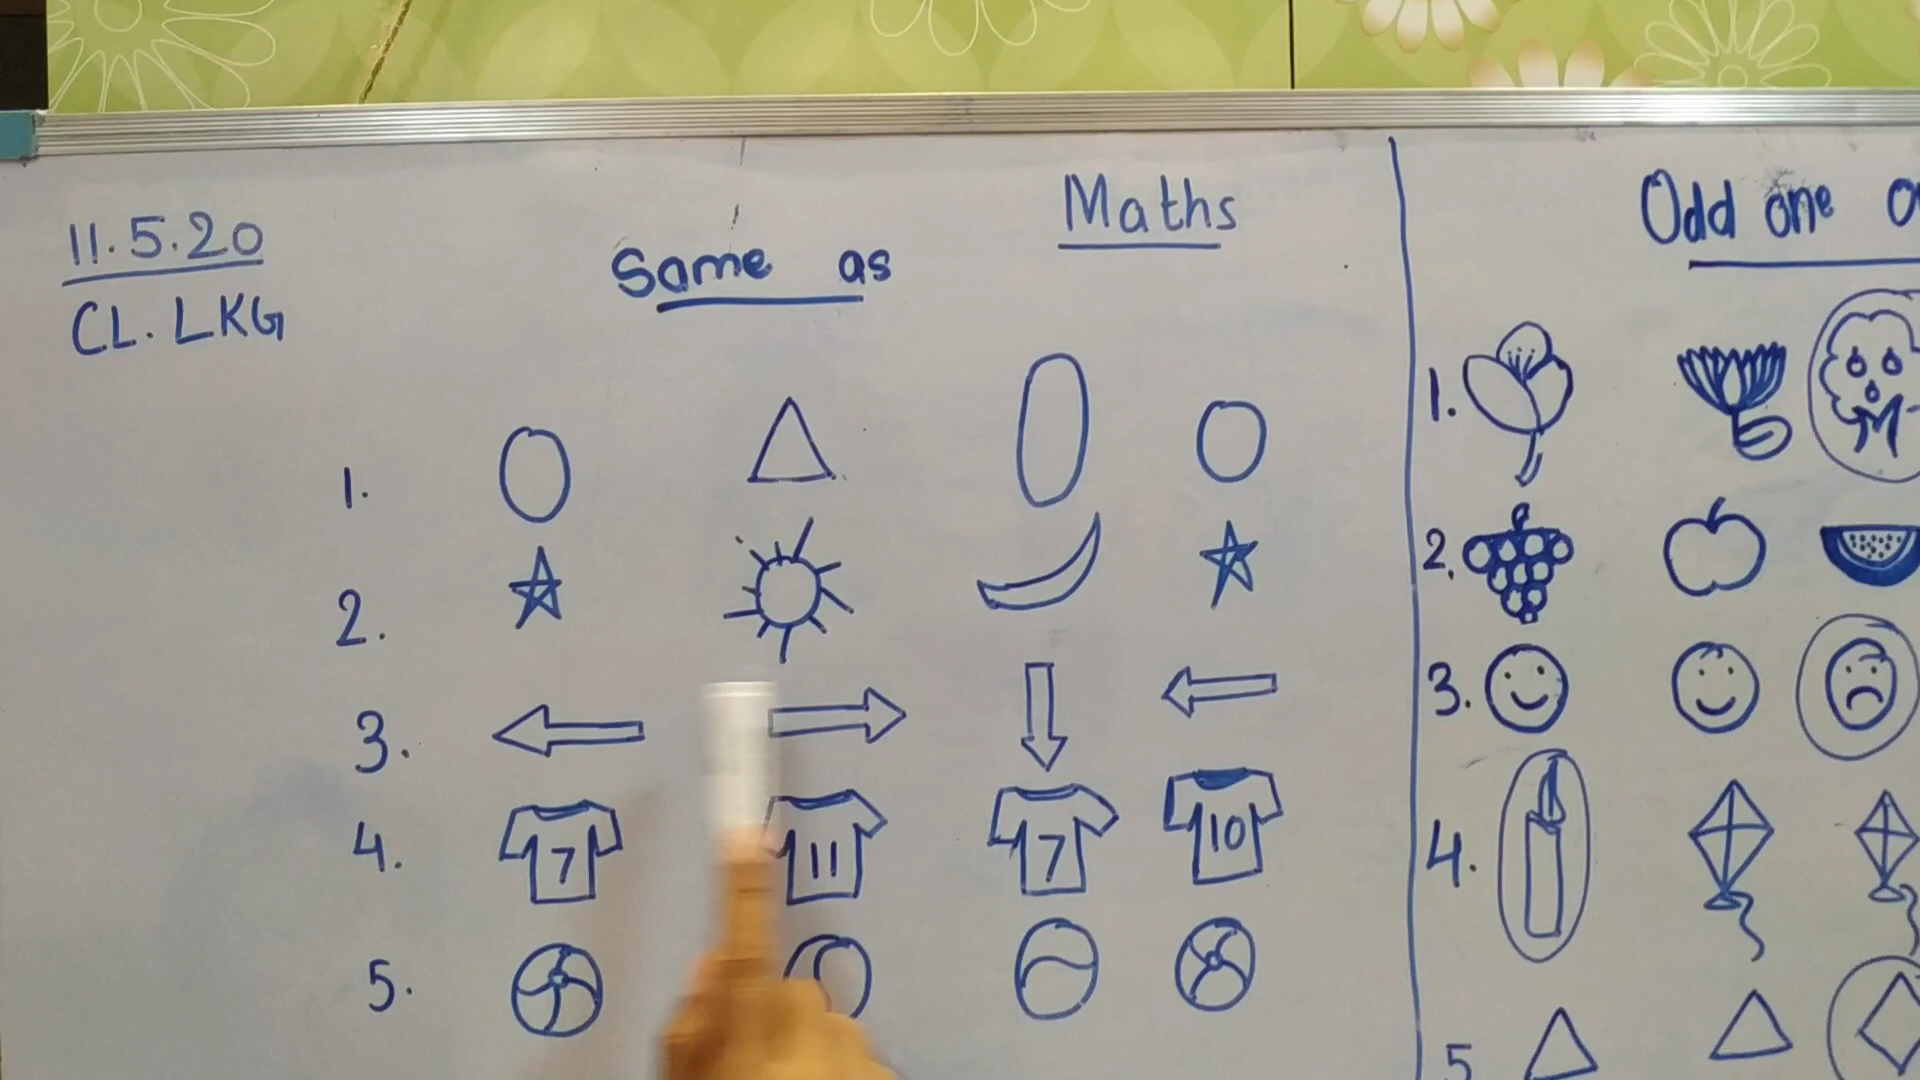 11.5.20
CL. LKG
Maths
Same as
1.
2.
3.
4. 7 11 7 10
5.
Odd one
1.
2.
3.
4.
5